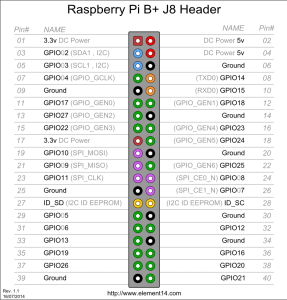 Raspberry Pi B+ J8 Header
Pin# NAME NAME Pin#
01 3.3v DC Power DC Power 5v 02
03 GPIO02 (SDA1 , I2C) DC Power 5v 04
05 GPIO03 (SCL1 , I2C) Ground 06
07 GPIO04 (GPIO_GCLK) (TXD0) GPIO14 08
09 Ground (RXD0) GPIO15 10
11 GPIO17 (GPIO_GEN0) (GPIO_GEN1) GPIO18 12
13 GPIO27 (GPIO_GEN2) Ground 14
15 GPIO22 (GPIO_GEN3) (GPIO_GEN4) GPIO23 16
17 3.3v DC Power (GPIO_GEN5) GPIO24 18
19 GPIO10 (SPI_MOSI) Ground 20
21 GPIO09 (SPI_MISO) (GPIO_GEN6) GPIO25 22
23 GPIO11 (SPI_CLK) (SPI_CE0_N) GPIO08 24
25 Ground (SPI_CE1_N) GPIO07 26
27 ID_SD (I2C ID EEPROM) (I2C ID EEPROM) ID_SC 28
29 GPIO05 Ground 30
31 GPIO06 GPIO12 32
33 GPIO13 Ground 34
35 GPIO19 GPIO16 36
37 GPIO26 GPIO20 38
39 Ground GPIO21 40
Rev. 1.1
16/07/2014
http://www.element14.com